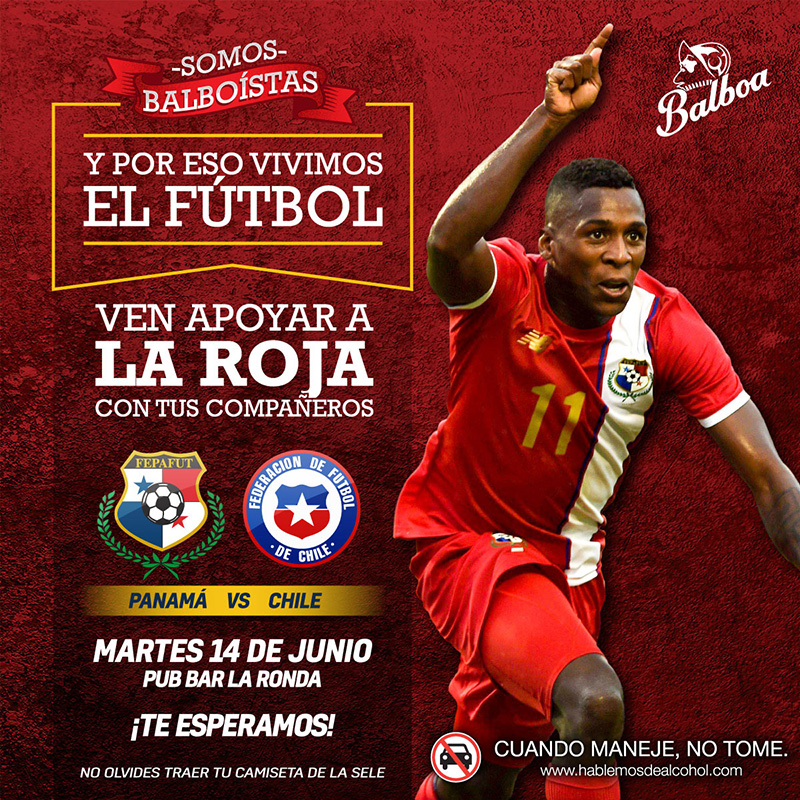 -SOMOS-
BALBOÍSTAS
Y POR ESO VIVIMOS
EL FÚTBOL
VEN APOYAR A
LA ROJA
CON TUS COMPAÑEROS
FEPAFUT
FEDERACION DE FUTBOL
· DE CHILE ·
PANAMÁ VS CHILE
MARTES 14 DE JUNIO
PUB BAR LA RONDA
¡TE ESPERAMOS!
NO OLVIDES TRAER TU CAMISETA DE LA SELE
Balboa
11
CUANDO MANEJE, NO TOME.
www.hablemosdealcohol.com